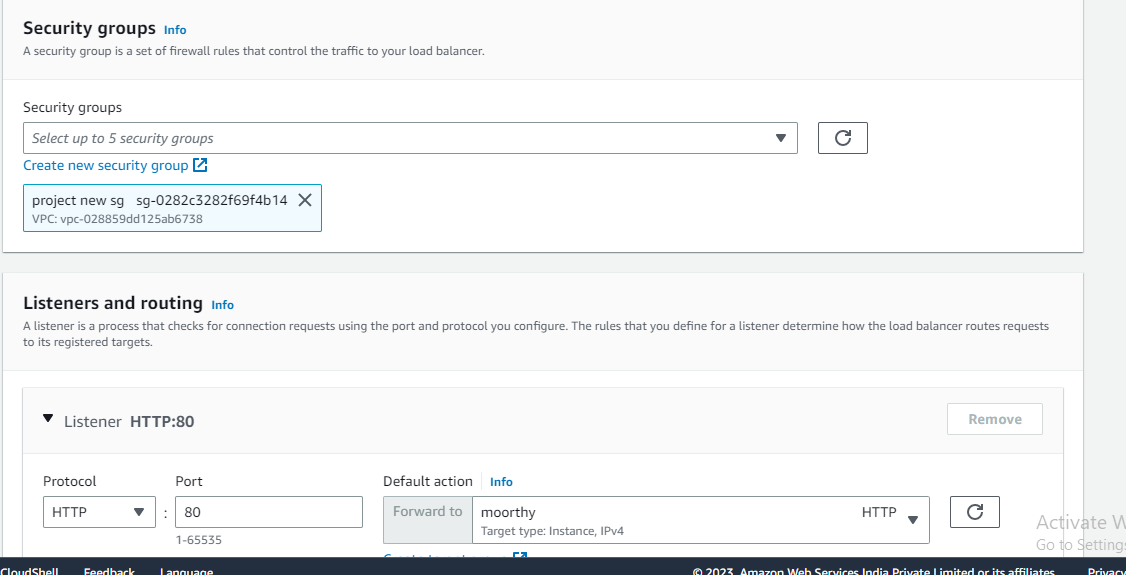 Security groups Info
A security group is a set of firewall rules that control the traffic to your load balancer.
Security groups
Select up to 5 security groups
Create new security group
project new sg sg-0282c3282f69f4b14
VPC: vpc-028859dd125ab6738
Listeners and routing Info
A listener is a process that checks for connection requests using the port and protocol you configure. The rules that you define for a listener determine how the load balancer routes requests
to its registered targets.
Listener HTTP:80
Remove
Protocol
Port
Default action Info
HTTP
:
80
Forward to
moorthy
HTTP
Target type: Instance, IPv4
1-65535
Activate W
Go to Settings
CloudShell Feedback Language
© 2023, Amazon Web Services India Private Limited or its affiliates. Privacy